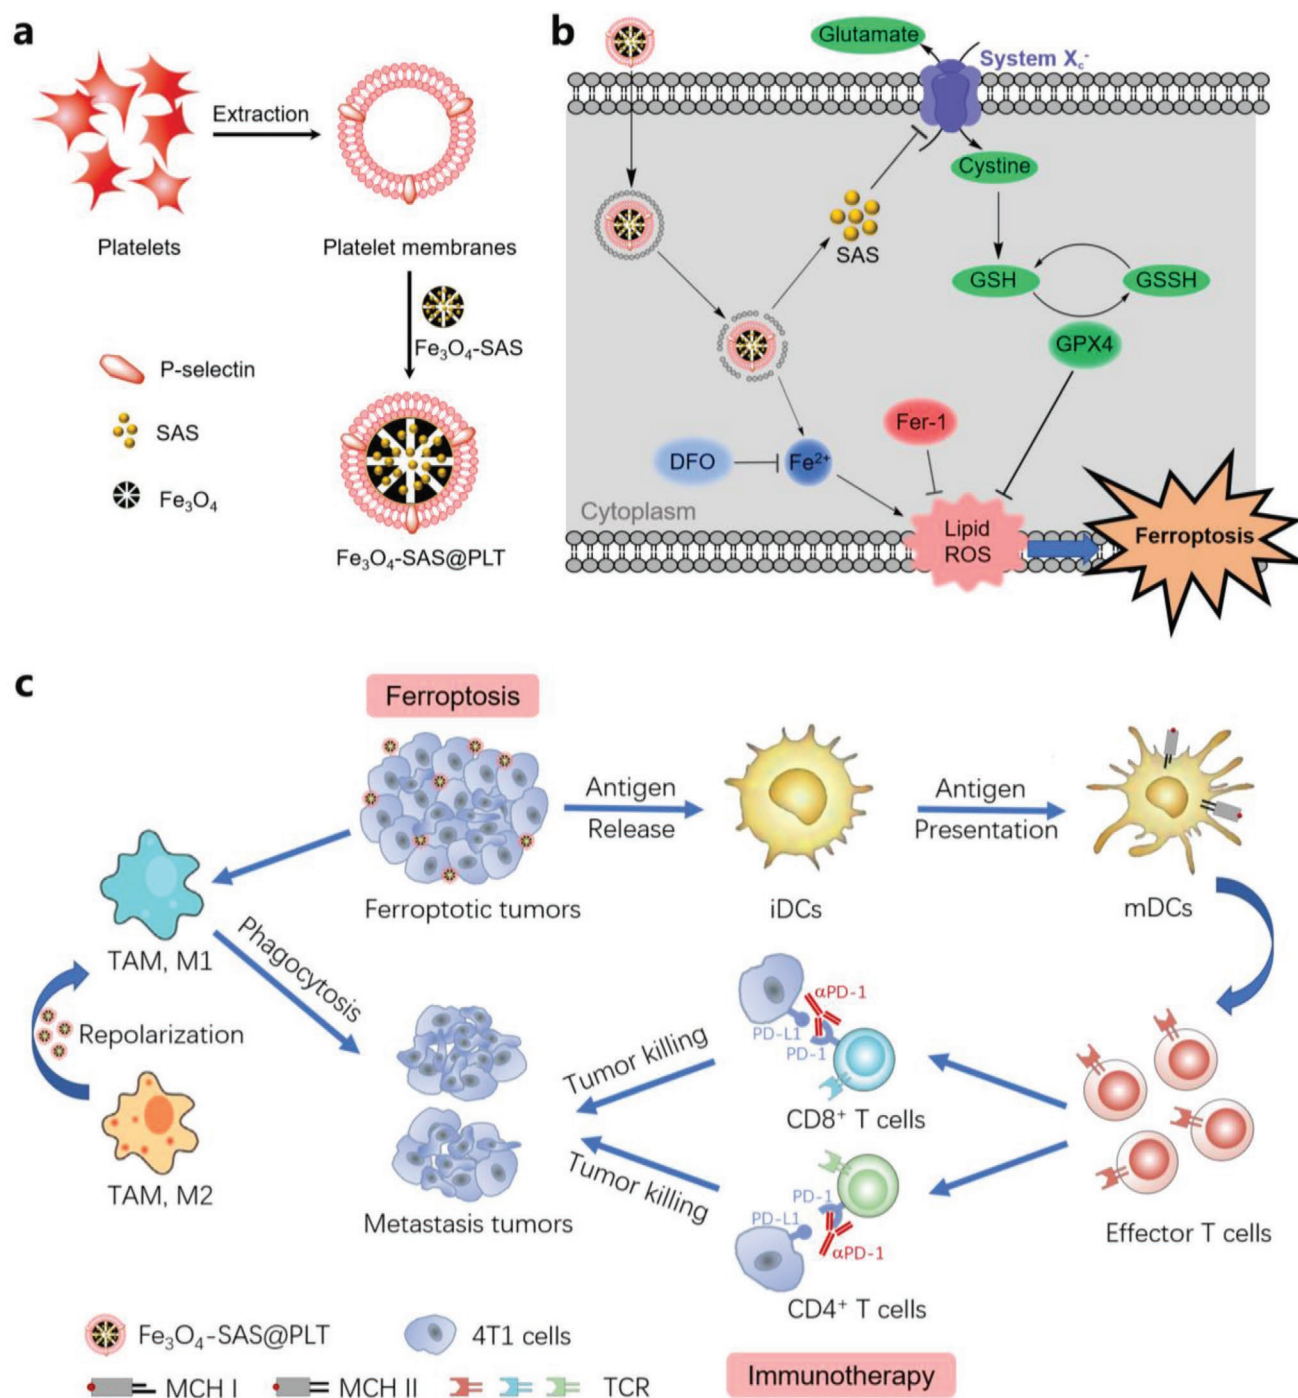 a
Extraction
Platelets
Platelet membranes
Fe₃O₄-SAS
P-selectin
SAS
Fe₃O₄
Fe₃O₄-SAS@PLT
b
Glutamate
System Xc⁻
Cystine
SAS
GSH
GSSH
GPX4
Fer-1
DFO
Fe²⁺
Cytoplasm
Lipid
ROS
Ferroptosis
c
Ferroptosis
Antigen
Release
Antigen
Presentation
Ferroptotic tumors
iDCs
mDCs
TAM, M1
Phagocytosis
Repolarization
TAM, M2
Metastasis tumors
Tumor killing
Tumor killing
αPD-1
PD-L1
PD-1
CD8⁺ T cells
PD-1
PD-L1
αPD-1
CD4⁺ T cells
Effector T cells
Fe₃O₄-SAS@PLT
4T1 cells
MCH I
MCH II
TCR
Immunotherapy